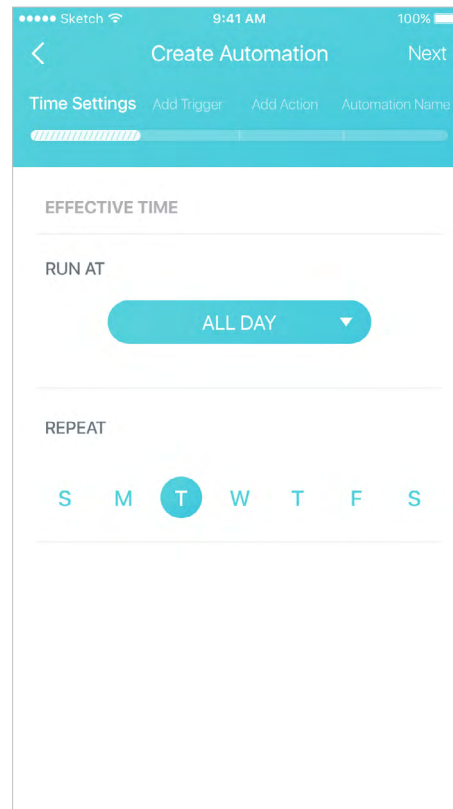 Sketch 9:41 AM 100%
Create Automation Next
Time Settings Add Trigger Add Action Automation Name
EFFECTIVE TIME
RUN AT
ALL DAY
REPEAT
S M T W T F S